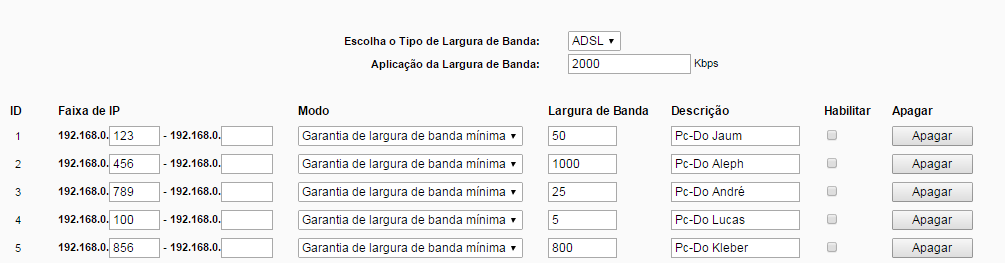 Escolha o Tipo de Largura de Banda: ADSL
Aplicação da Largura de Banda: 2000 Kbps
ID Faixa de IP Modo Largura de Banda Descrição Habilitar Apagar
1 192.168.0. 123 - 192.168.0. Garantia de largura de banda mínima 50 Pc-Do Jaum Apagar
2 192.168.0. 456 - 192.168.0. Garantia de largura de banda mínima 1000 Pc-Do Aleph Apagar
3 192.168.0. 789 - 192.168.0. Garantia de largura de banda mínima 25 Pc-Do André Apagar
4 192.168.0. 100 - 192.168.0. Garantia de largura de banda mínima 5 Pc-Do Lucas Apagar
5 192.168.0. 856 - 192.168.0. Garantia de largura de banda mínima 800 Pc-Do Kleber Apagar